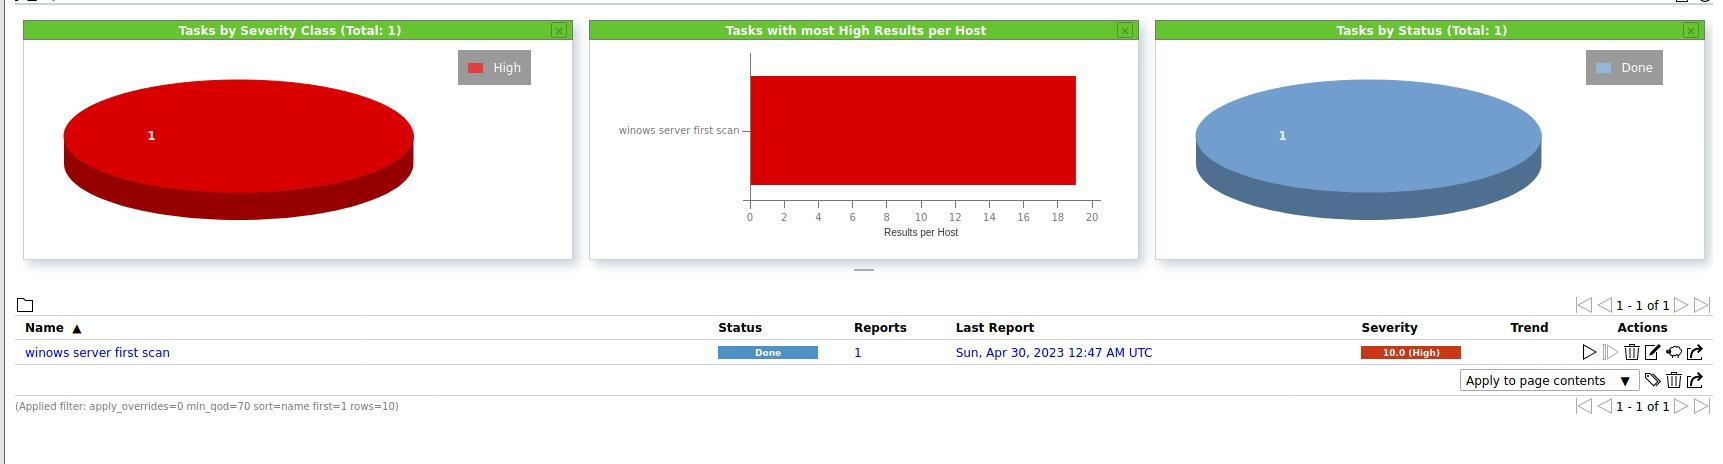 Tasks by Severity Class (Total: 1)
High
1
Tasks with most High Results per Host
winows server first scan
0 2 4 6 8 10 12 14 16 18 20
Results per Host
Tasks by Status (Total: 1)
Done
1
1 - 1 of 1
Name ▲ Status Reports Last Report Severity Trend Actions
winows server first scan Done 1 Sun, Apr 30, 2023 12:47 AM UTC 10.0 (High)
Apply to page contents ▼
(Applied filter: apply_overrides=0 min_qod=70 sort=name first=1 rows=10) 1 - 1 of 1